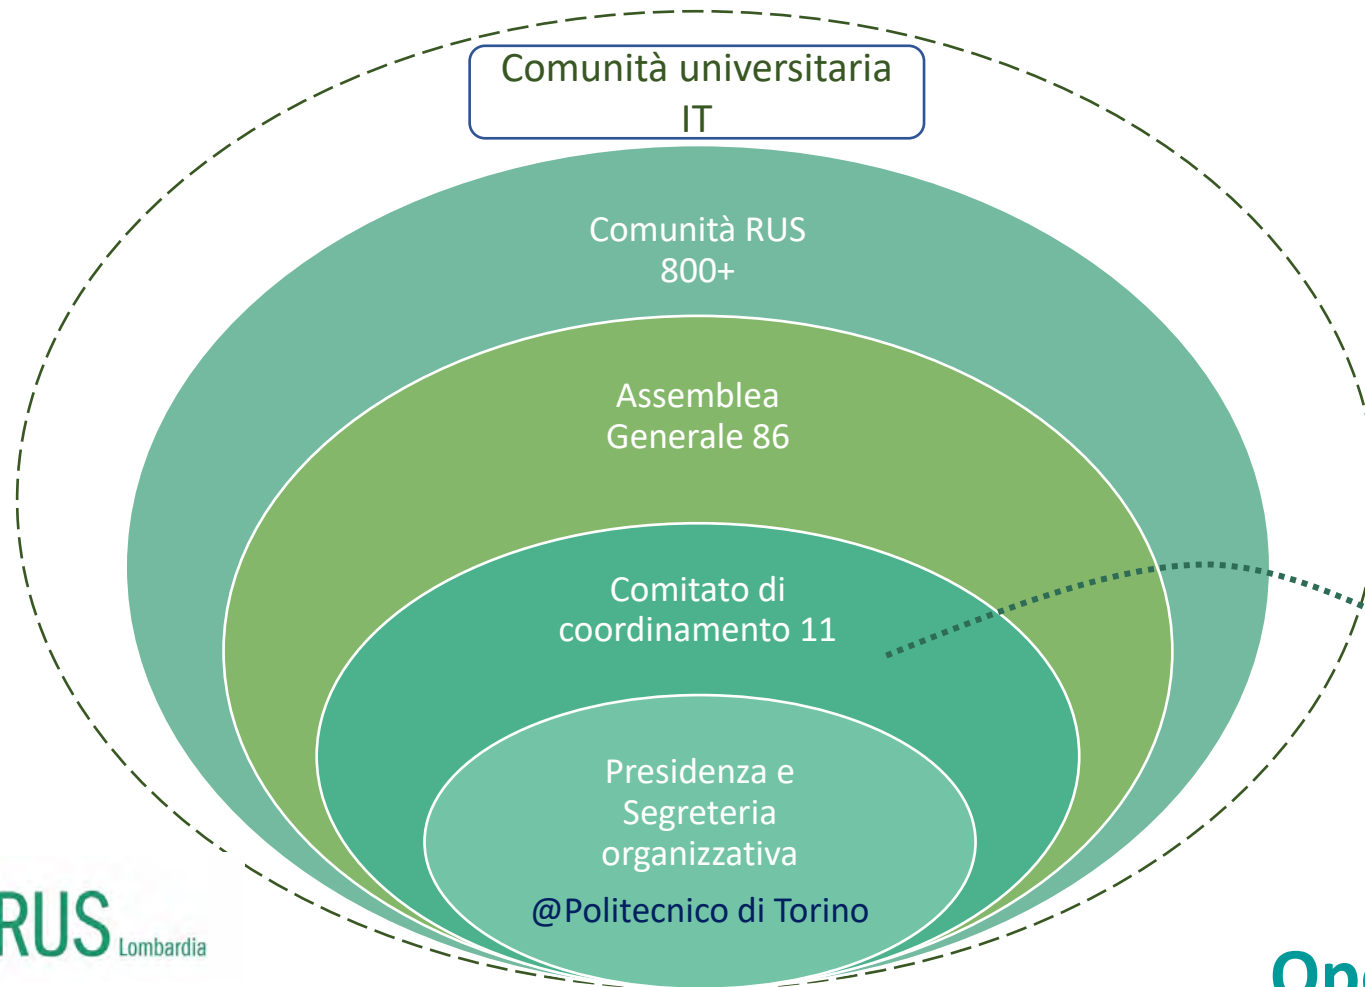 Comunità universitaria
IT
Comunità RUS
800+
Assemblea
Generale 86
Comitato di
coordinamento 11
Presidenza e
Segreteria
organizzativa
@Politecnico di Torino
RUS Lombardia